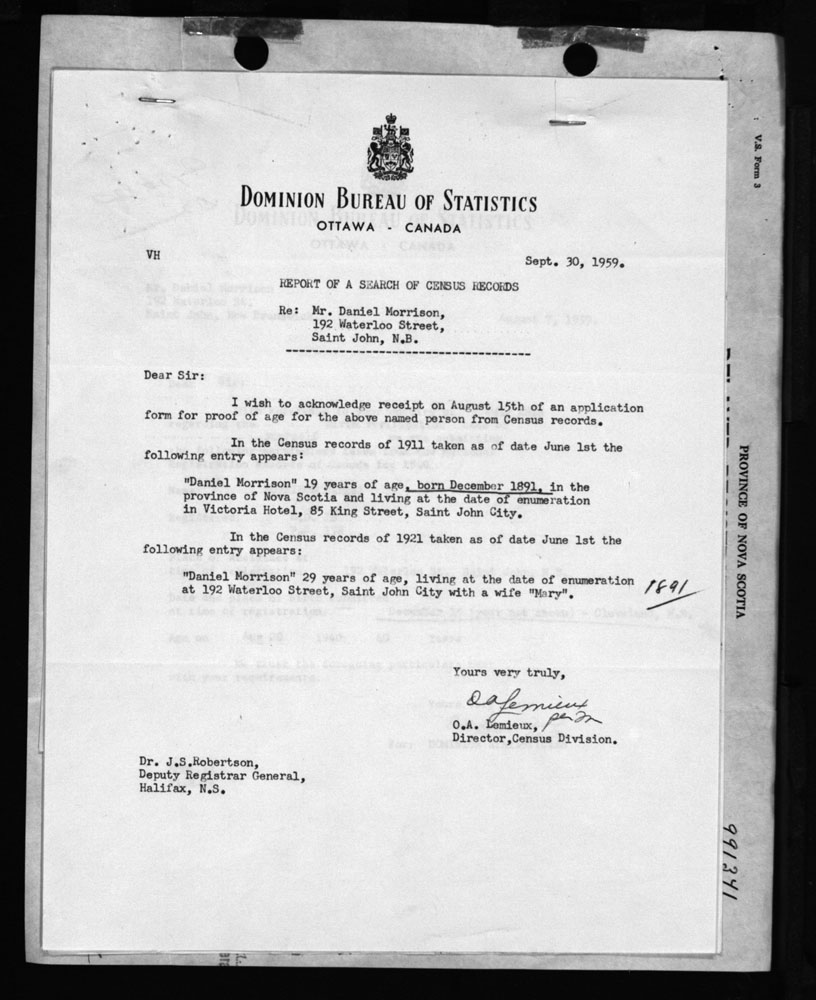 DOMINION BUREAU OF STATISTICS
OTTAWA - CANADA
VH
Sept. 30, 1959.
REPORT OF A SEARCH OF CENSUS RECORDS
Re: Mr. Daniel Morrison,
192 Waterloo Street,
Saint John, N.B.
Dear Sir:
I wish to acknowledge receipt on August 15th of an application
form for proof of age for the above named person from Census records.
In the Census records of 1911 taken as of date June 1st the
following entry appears:
"Daniel Morrison" 19 years of age, born December 1891, in the
province of Nova Scotia and living at the date of enumeration
in Victoria Hotel, 85 King Street, Saint John City.
In the Census records of 1921 taken as of date June 1st the
following entry appears:
"Daniel Morrison" 29 years of age, living at the date of enumeration
at 192 Waterloo Street, Saint John City with a wife "Mary".
1891
Yours very truly,
O A Lemieux
O.A. Lemieux,
Director,Census Division.
Dr. J.S.Robertson,
Deputy Registrar General,
Halifax, N.S.
V.S. Form 3
PROVINCE OF NOVA SCOTIA
991341